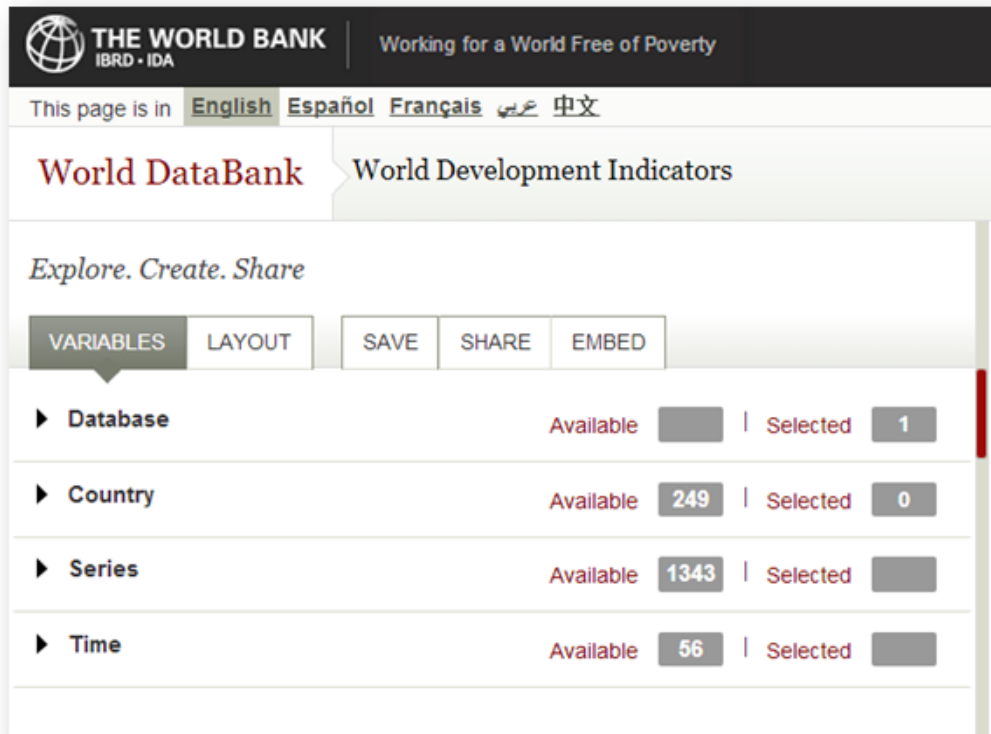 THE WORLD BANK
IBRD • IDA
Working for a World Free of Poverty
This page is in English Español Français عربي 中文
World DataBank World Development Indicators
Explore. Create. Share
VARIABLES LAYOUT SAVE SHARE EMBED
Database Available | Selected 1
Country Available 249 | Selected 0
Series Available 1343 | Selected
Time Available 56 | Selected